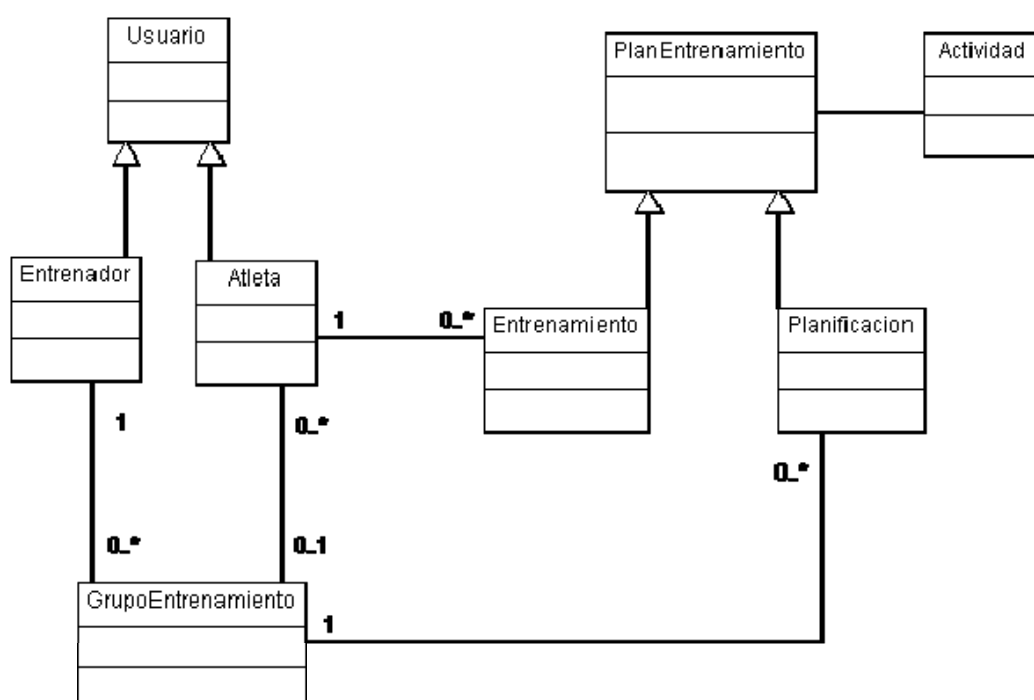 Usuario
PlanEntrenamiento
Actividad
Entrenador
Atleta
1
0..*
Entrenamiento
Planificacion
1
0..*
0..*
0..*
0..1
GrupoEntrenamiento
1